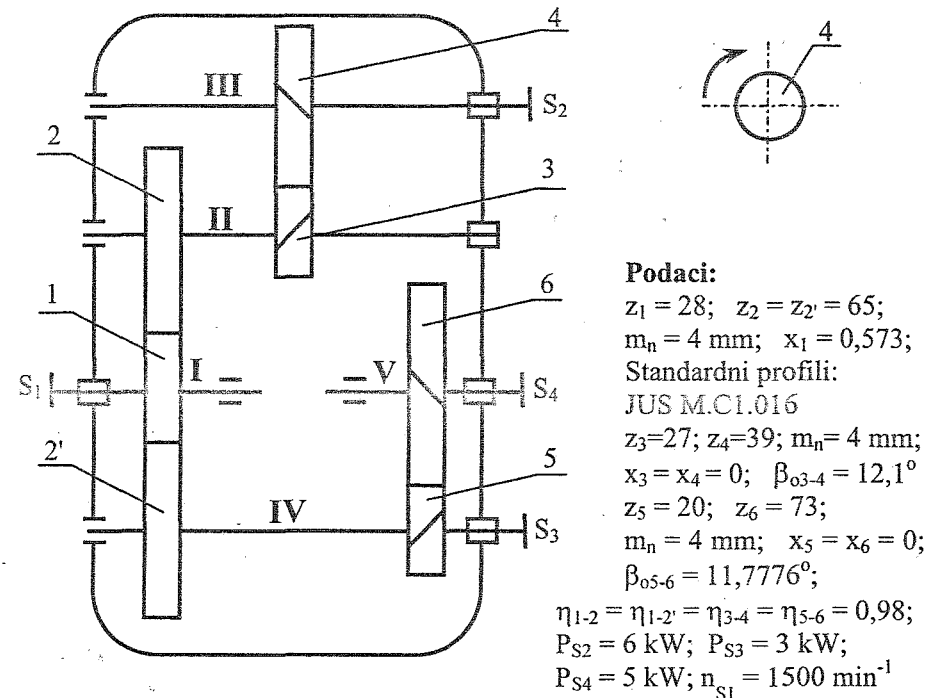 4
III
S₂
4
2
3
II
6
1
I
V
S₁
S₄
2'
5
IV
S₃
Podaci:
z₁ = 28; z₂ = z₂' = 65;
mₙ = 4 mm; x₁ = 0,573;
Standardni profili:
JUS M.C1.016
z₃=27; z₄=39; mₙ= 4 mm;
x₃ = x₄ = 0; βₒ₃₋₄ = 12,1°
z₅ = 20; z₆ = 73;
mₙ = 4 mm; x₅ = x₆ = 0;
βₒ₅₋₆ = 11,7776°;
η₁₋₂ = η₁₋₂' = η₃₋₄ = η₅₋₆ = 0,98;
P_S2 = 6 kW; P_S3 = 3 kW;
P_S4 = 5 kW; n_S1 = 1500 min⁻¹